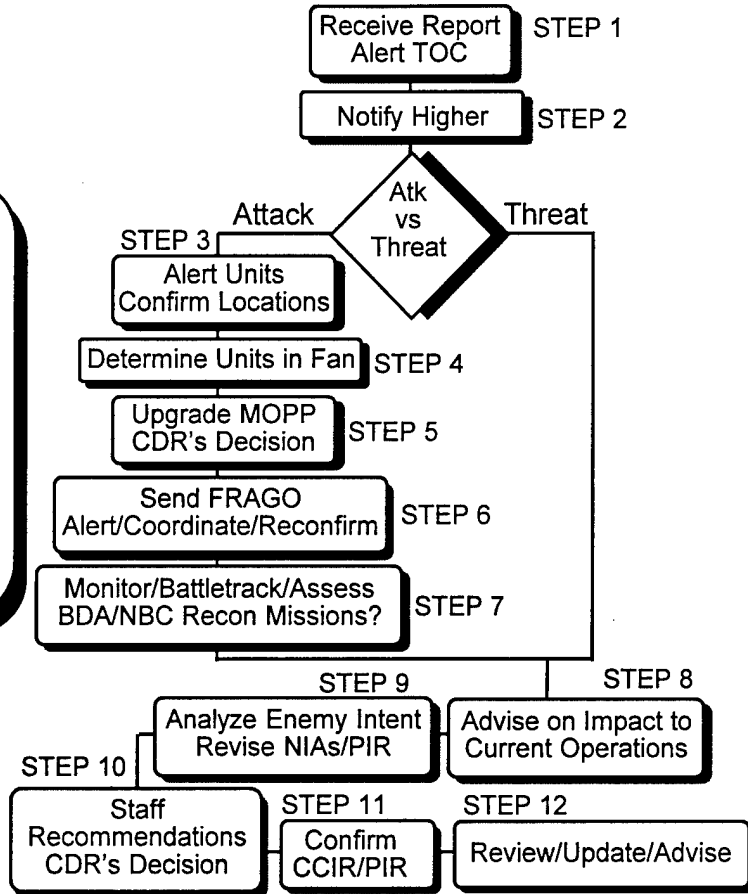 Receive Report
Alert TOC
STEP 1
Notify Higher
STEP 2
Atk
vs
Threat
Attack
Threat
STEP 3
Alert Units
Confirm Locations
Determine Units in Fan
STEP 4
Upgrade MOPP
CDR's Decision
STEP 5
Send FRAGO
Alert/Coordinate/Reconfirm
STEP 6
Monitor/Battletrack/Assess
BDA/NBC Recon Missions?
STEP 7
STEP 8
Advise on Impact to
Current Operations
STEP 9
Analyze Enemy Intent
Revise NIAs/PIR
STEP 10
Staff
Recommendations
CDR's Decision
STEP 11
Confirm
CCIR/PIR
STEP 12
Review/Update/Advise